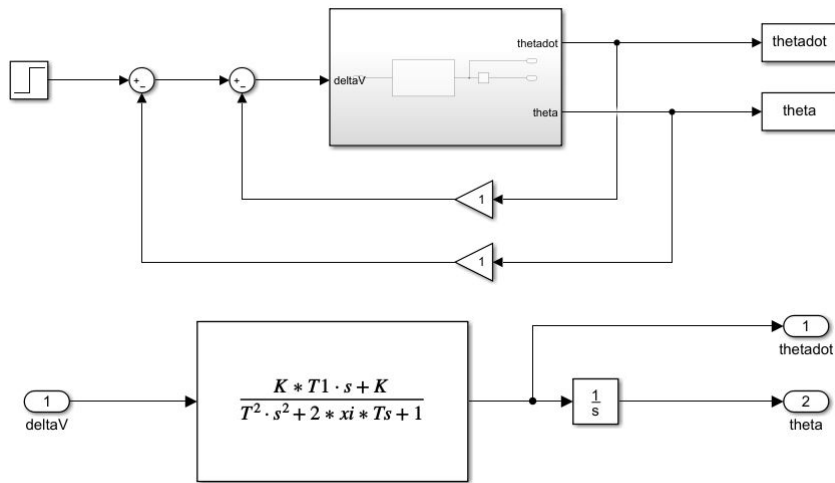 thetadot
thetadot
+
−
+
−
deltaV
theta
theta
1
1
K * T1 · s + K
T² · s² + 2 * xi * Ts + 1
1
thetadot
1
deltaV
1
s
2
theta